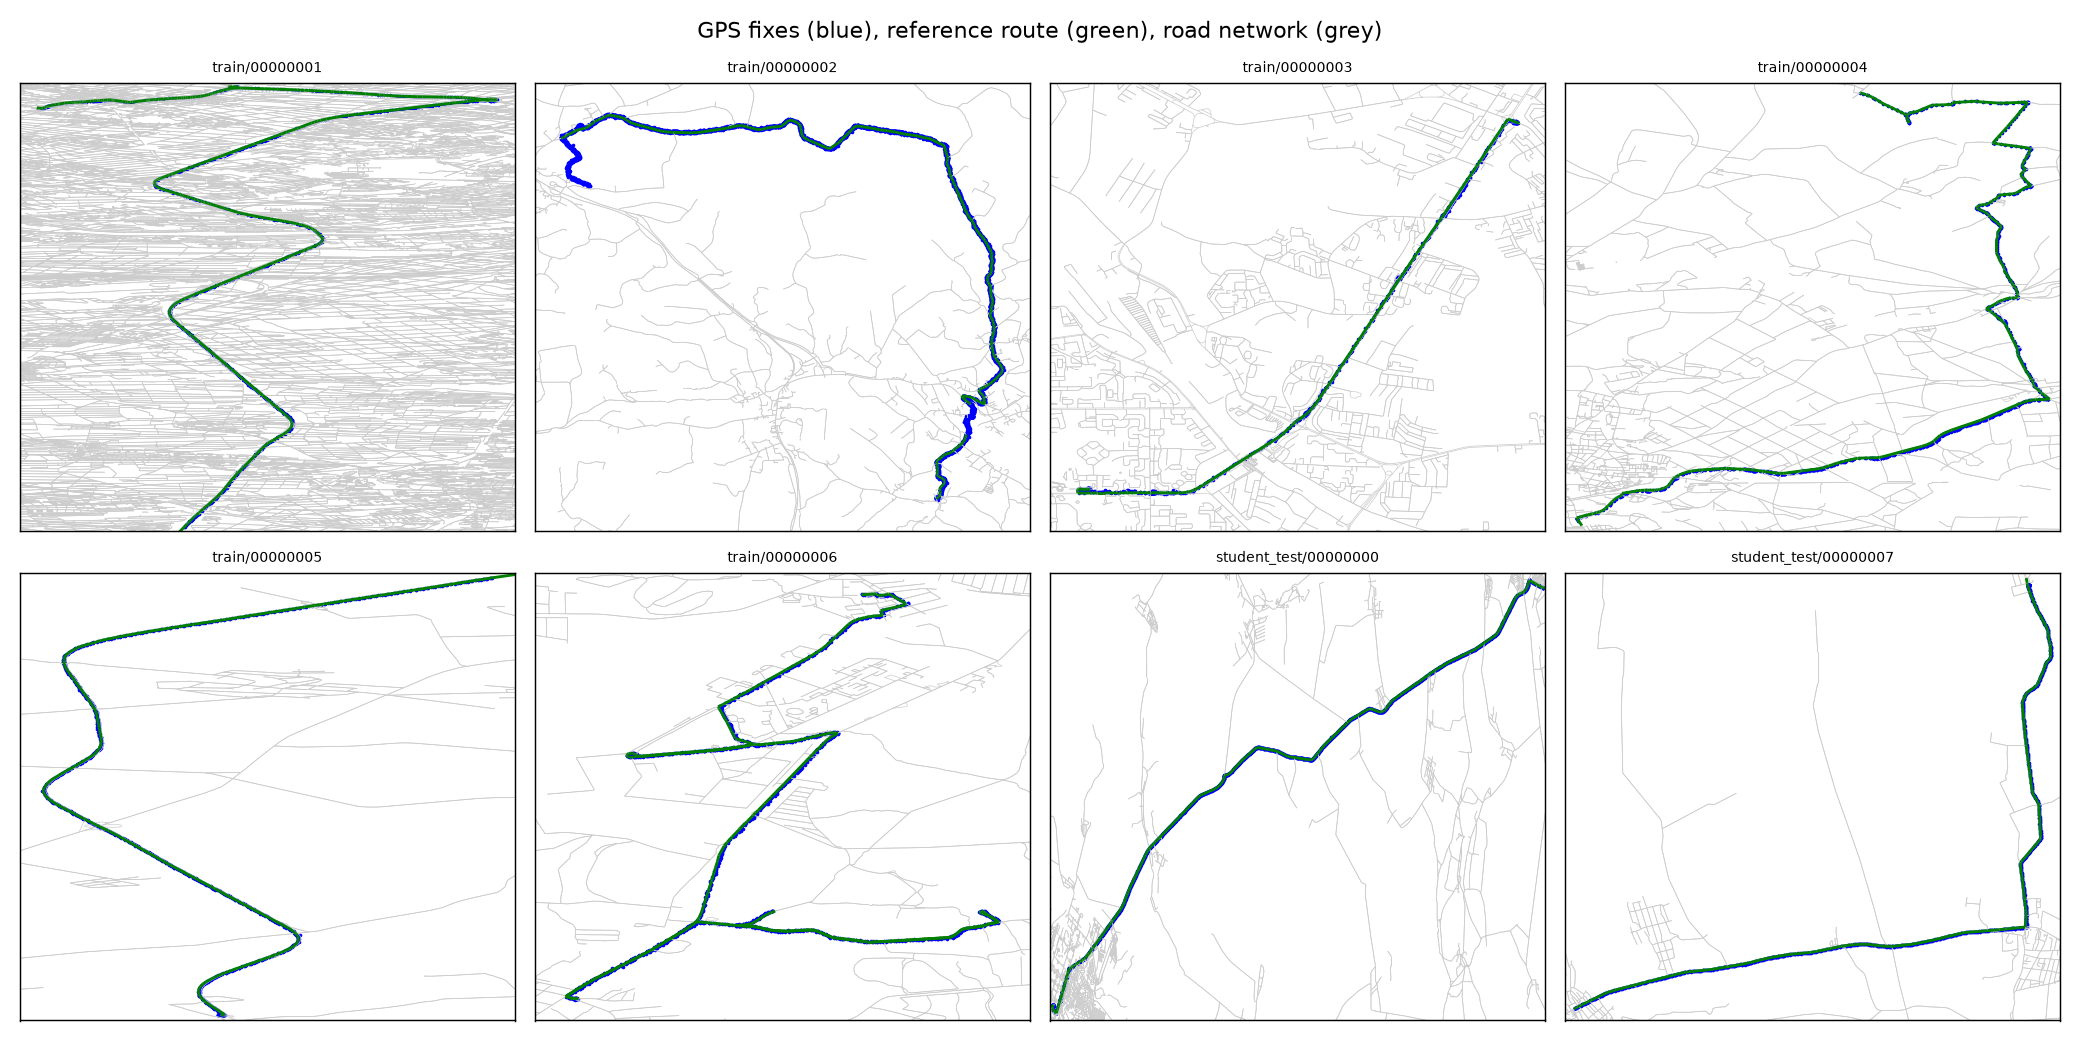 GPS fixes (blue), reference route (green), road network (grey)
train/00000001
train/00000002
train/00000003
train/00000004
train/00000005
train/00000006
student_test/00000000
student_test/00000007